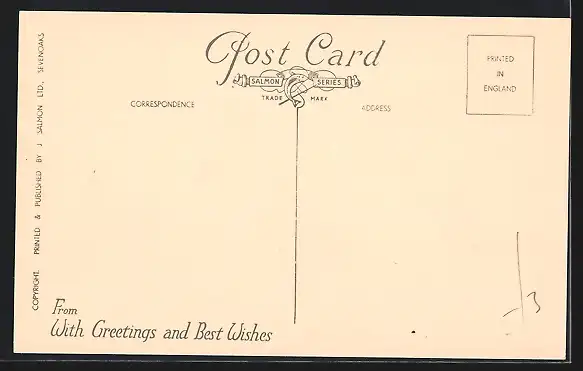 Post Card
SALMON SERIES
TRADE MARK
CORRESPONDENCE
ADDRESS
PRINTED
IN
ENGLAND
COPYRIGHT. PRINTED & PUBLISHED BY J SALMON LTD, SEVENOAKS
From
With Greetings and Best Wishes